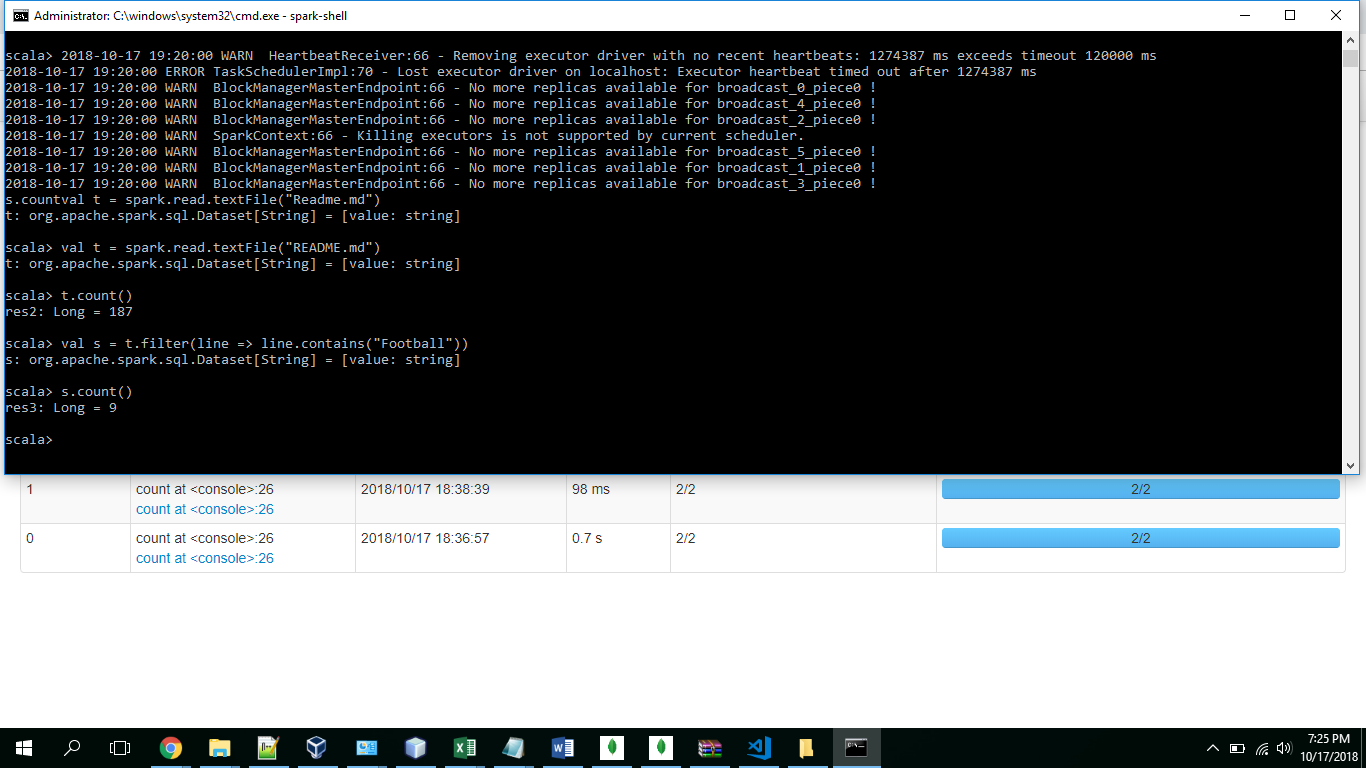 Administrator: C:\windows\system32\cmd.exe - spark-shell
scala> 2018-10-17 19:20:00 WARN  HeartbeatReceiver:66 - Removing executor driver with no recent heartbeats: 1274387 ms exceeds timeout 120000 ms
2018-10-17 19:20:00 ERROR TaskSchedulerImpl:70 - Lost executor driver on localhost: Executor heartbeat timed out after 1274387 ms
2018-10-17 19:20:00 WARN  BlockManagerMasterEndpoint:66 - No more replicas available for broadcast_0_piece0 !
2018-10-17 19:20:00 WARN  BlockManagerMasterEndpoint:66 - No more replicas available for broadcast_4_piece0 !
2018-10-17 19:20:00 WARN  BlockManagerMasterEndpoint:66 - No more replicas available for broadcast_2_piece0 !
2018-10-17 19:20:00 WARN  SparkContext:66 - Killing executors is not supported by current scheduler.
2018-10-17 19:20:00 WARN  BlockManagerMasterEndpoint:66 - No more replicas available for broadcast_5_piece0 !
2018-10-17 19:20:00 WARN  BlockManagerMasterEndpoint:66 - No more replicas available for broadcast_1_piece0 !
2018-10-17 19:20:00 WARN  BlockManagerMasterEndpoint:66 - No more replicas available for broadcast_3_piece0 !
s.countval t = spark.read.textFile("Readme.md")
t: org.apache.spark.sql.Dataset[String] = [value: string]
scala> val t = spark.read.textFile("README.md")
t: org.apache.spark.sql.Dataset[String] = [value: string]
scala> t.count()
res2: Long = 187
scala> val s = t.filter(line => line.contains("Football"))
s: org.apache.spark.sql.Dataset[String] = [value: string]
scala> s.count()
res3: Long = 9
scala>
1 count at <console>:26 2018/10/17 18:38:39 98 ms 2/2 2/2
count at <console>:26
0 count at <console>:26 2018/10/17 18:36:57 0.7 s 2/2 2/2
count at <console>:26
7:25 PM
10/17/2018